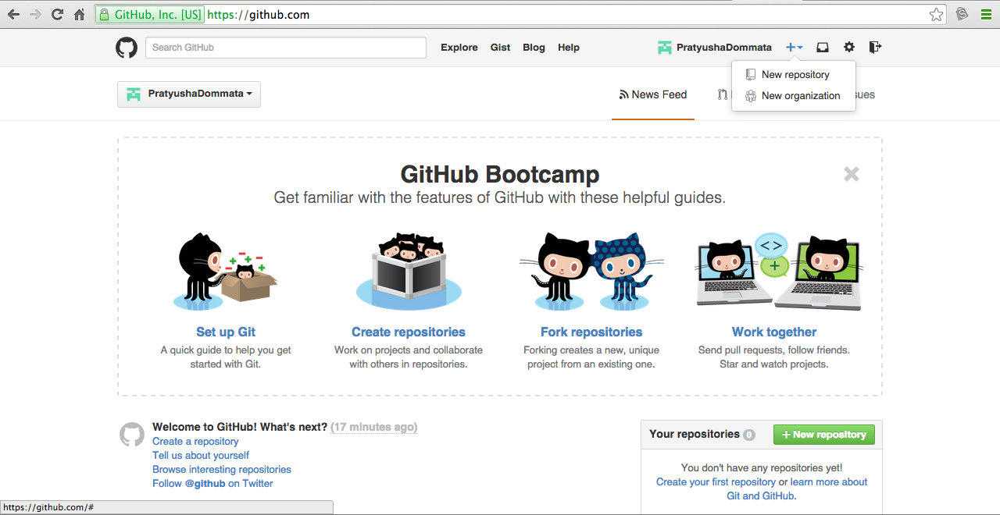 GitHub, Inc. [US] https://github.com
Search GitHub
Explore Gist Blog Help
PratyushaDommata
New repository
New organization
PratyushaDommata
News Feed
sues
GitHub Bootcamp
Get familiar with the features of GitHub with these helpful guides.
Set up Git
A quick guide to help you get
started with Git.
Create repositories
Work on projects and collaborate
with others in repositories.
Fork repositories
Forking creates a new, unique
project from an existing one.
Work together
Send pull requests, follow friends.
Star and watch projects.
Welcome to GitHub! What's next? (17 minutes ago)
Create a repository
Tell us about yourself
Browse interesting repositories
Follow @github on Twitter
Your repositories 0
+ New repository
You don't have any repositories yet!
Create your first repository or learn more about
Git and GitHub.
https://github.com/#